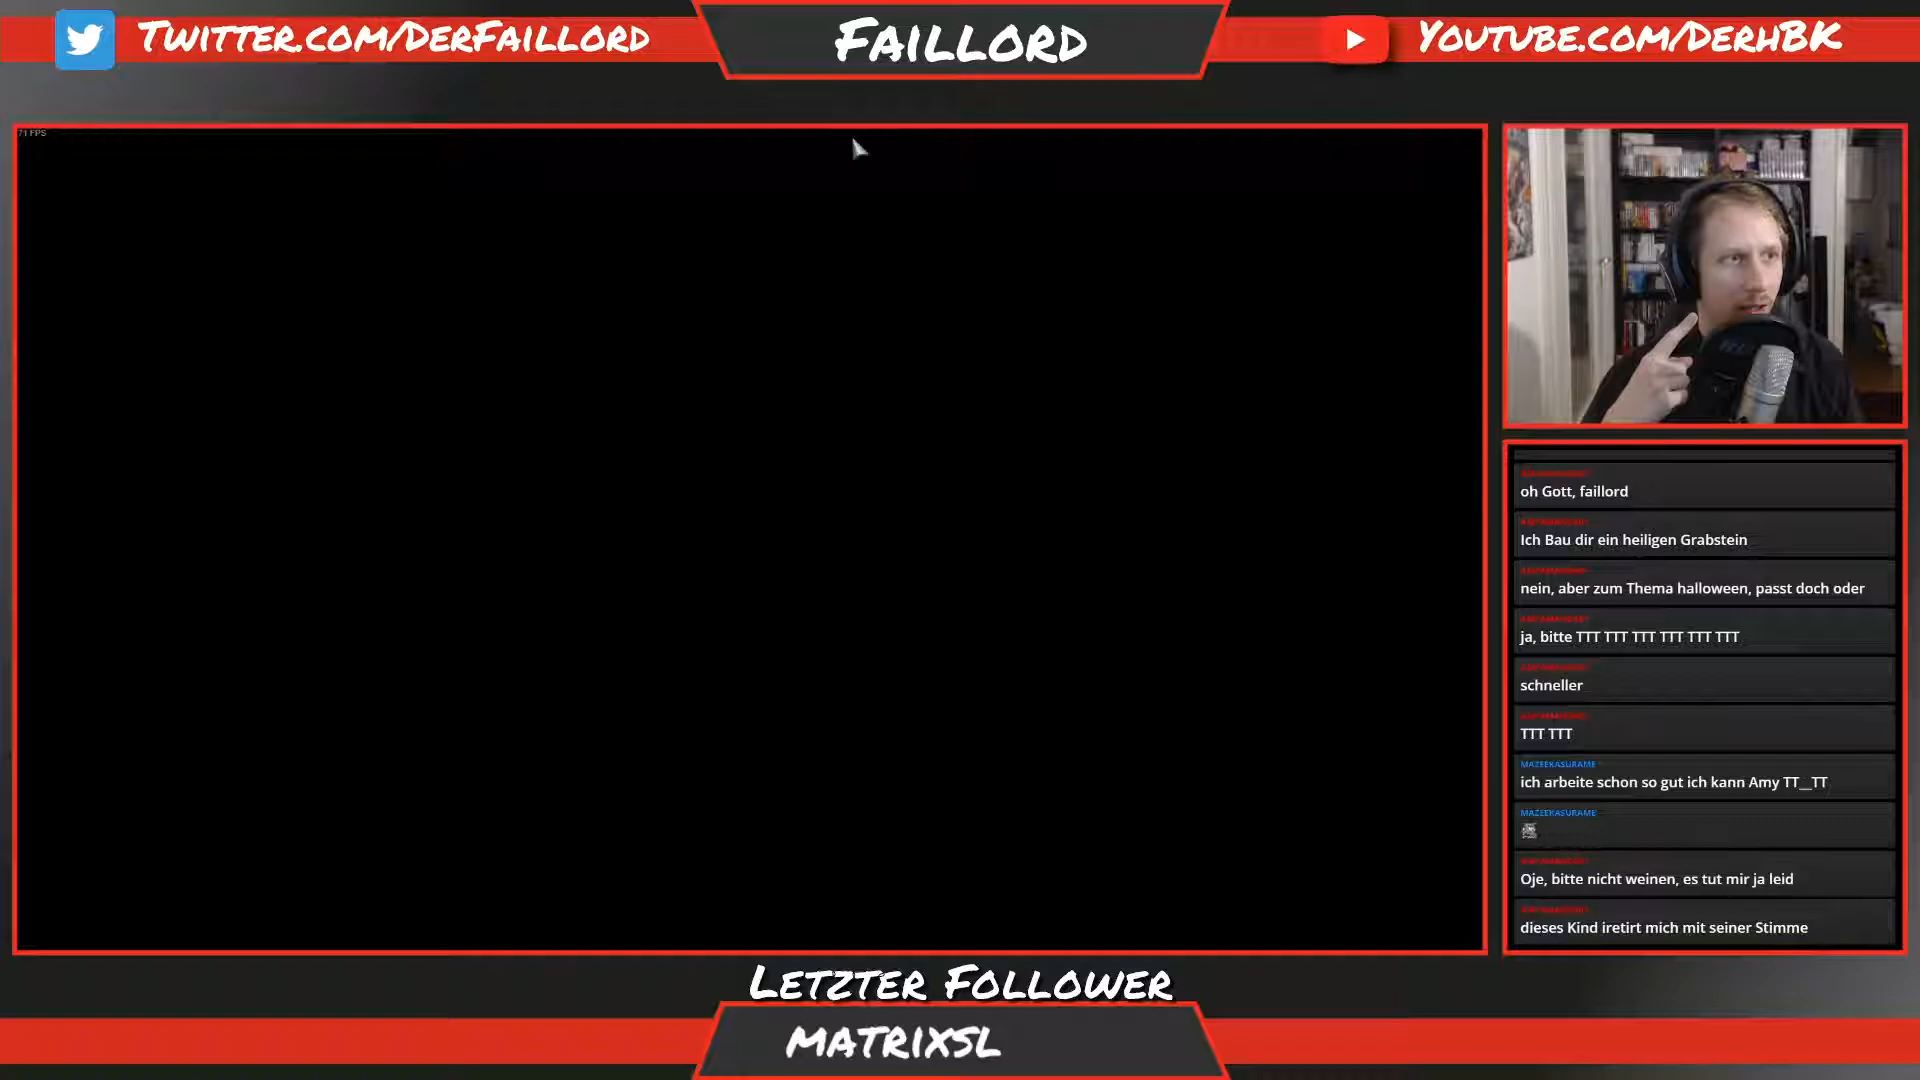 Twitter.com/DerFaillord
Faillord
Youtube.com/DerhBK
71 FPS
oh Gott, faillord
Ich Bau dir ein heiligen Grabstein
nein, aber zum Thema halloween, passt doch oder
ja, bitte TTT TTT TTT TTT TTT TTT
schneller
TTT TTT
MAZEEKASURAME
ich arbeite schon so gut ich kann Amy TT__TT
MAZEEKASURAME
Oje, bitte nicht weinen, es tut mir ja leid
dieses Kind iretirt mich mit seiner Stimme
Letzter Follower
matrixsl